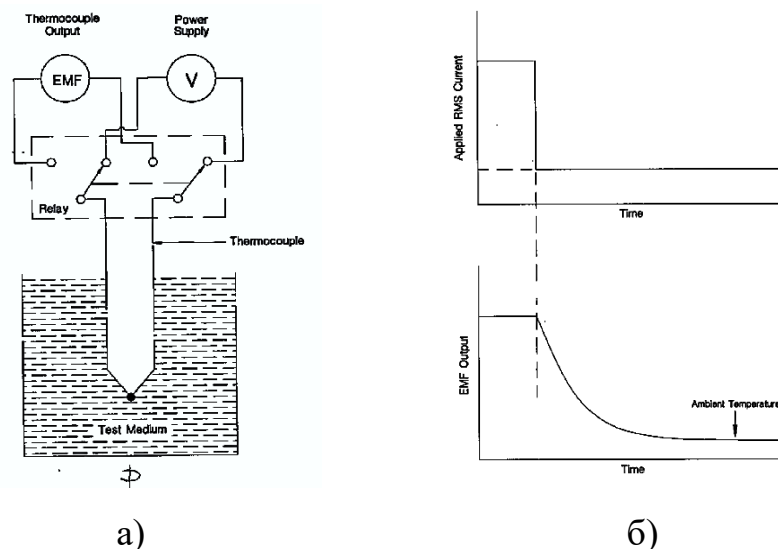 Thermocouple
Output
Power
Supply
EMF
V
Relay
Thermocouple
Test Medium
a)
Applied RMS Current
Time
EMF Output
Ambient Temperature
Time
б)